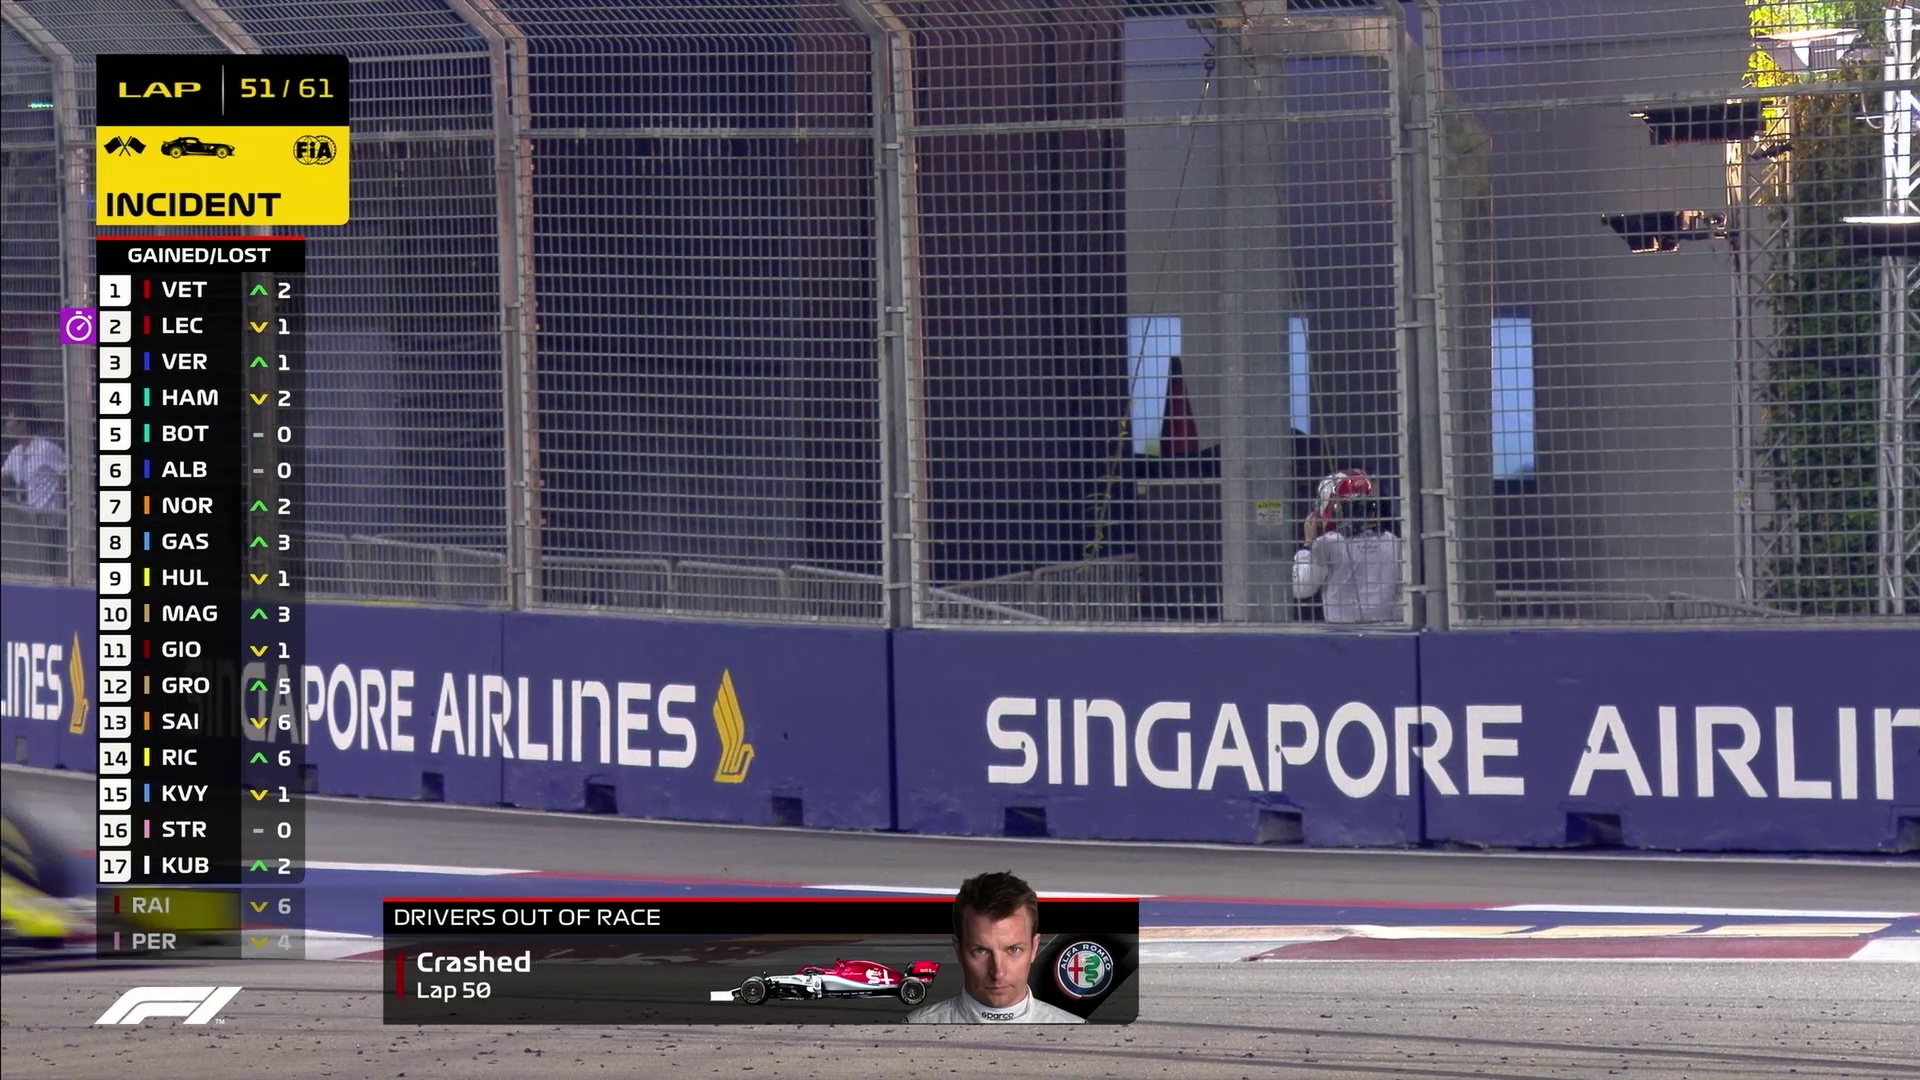 LAP 51 / 61
FIA
INCIDENT
GAINED/LOST
1 VET 2
2 LEC 1
3 VER 1
4 HAM 2
5 BOT - 0
6 ALB - 0
7 NOR 2
8 GAS 3
9 HUL 1
10 MAG 3
11 GIO 1
12 GRO 5
13 SAI 6
14 RIC 6
15 KVY 1
16 STR - 0
17 KUB 2
RAI 6
PER 4
LINES
SINGAPORE AIRLINES
SINGAPORE AIRLIN
DRIVERS OUT OF RACE
Crashed
Lap 50
sparco
ALFA ROMEO
F1